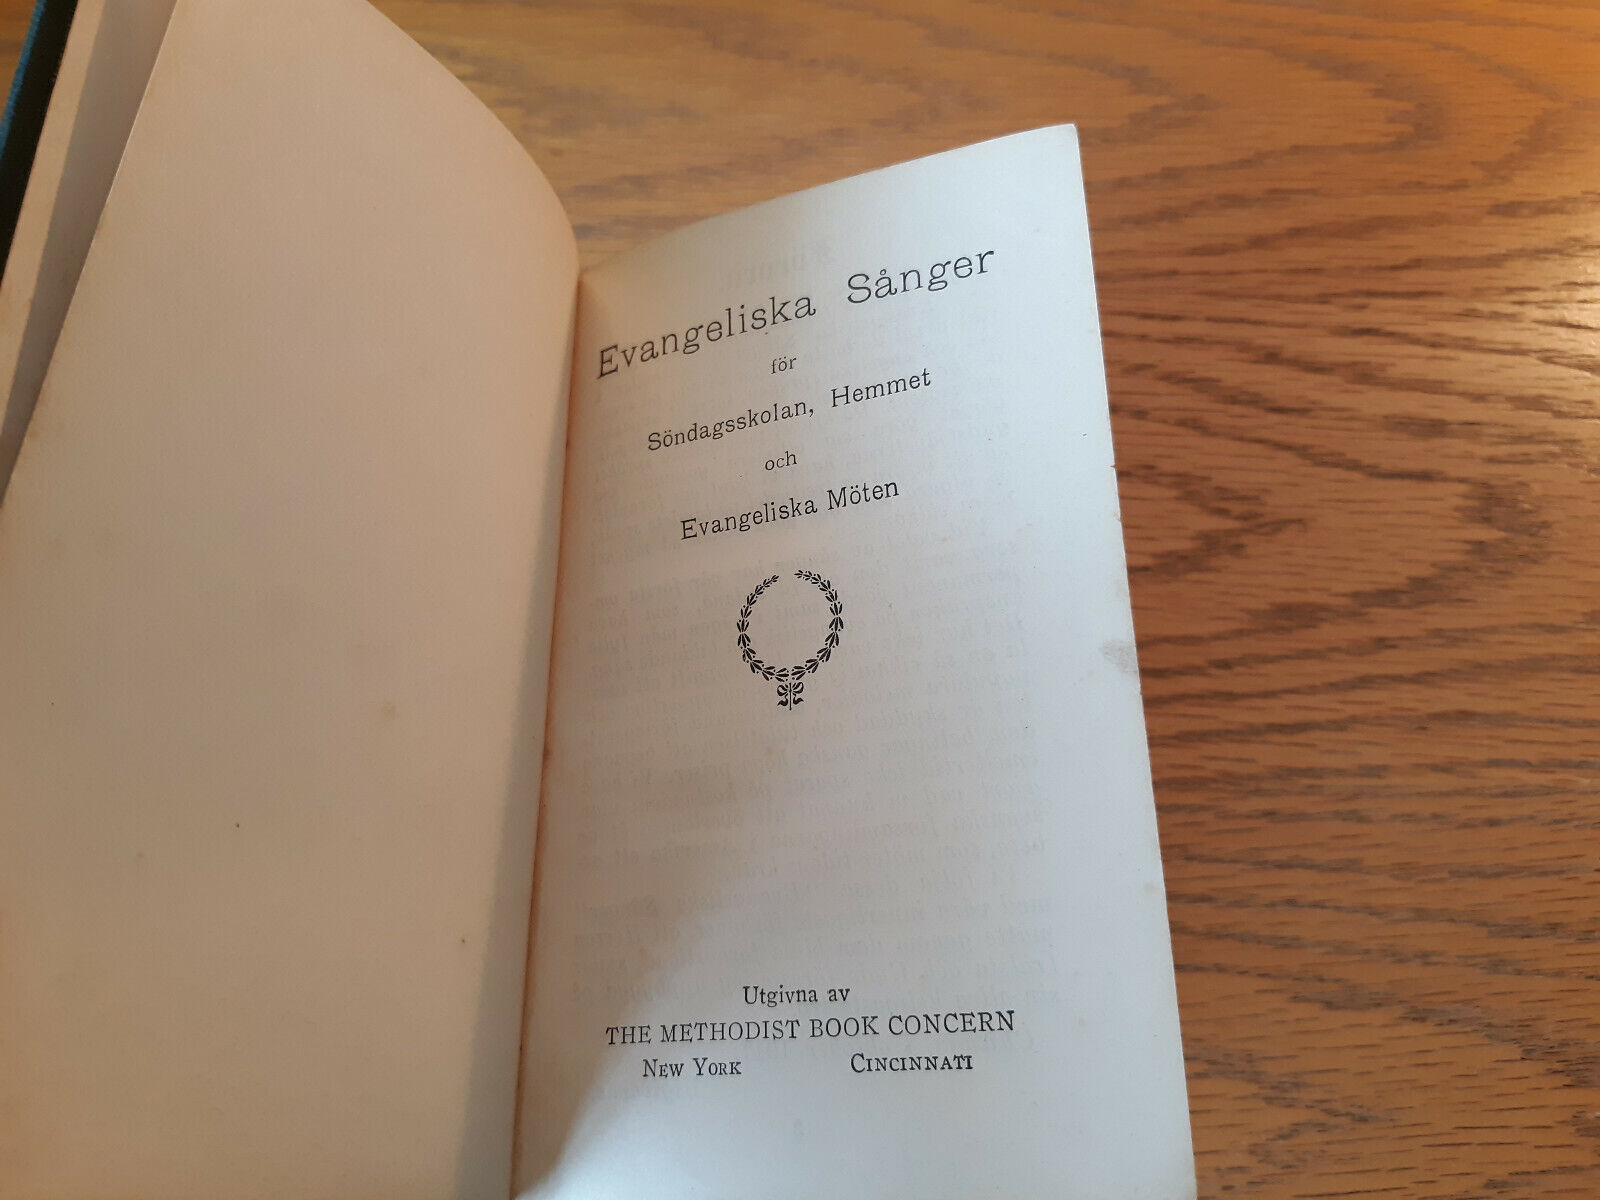 Evangeliska Sånger
för
Söndagsskolan, Hemmet
och
Evangeliska Möten
Utgivna av
THE METHODIST BOOK CONCERN
NEW YORK CINCINNATI